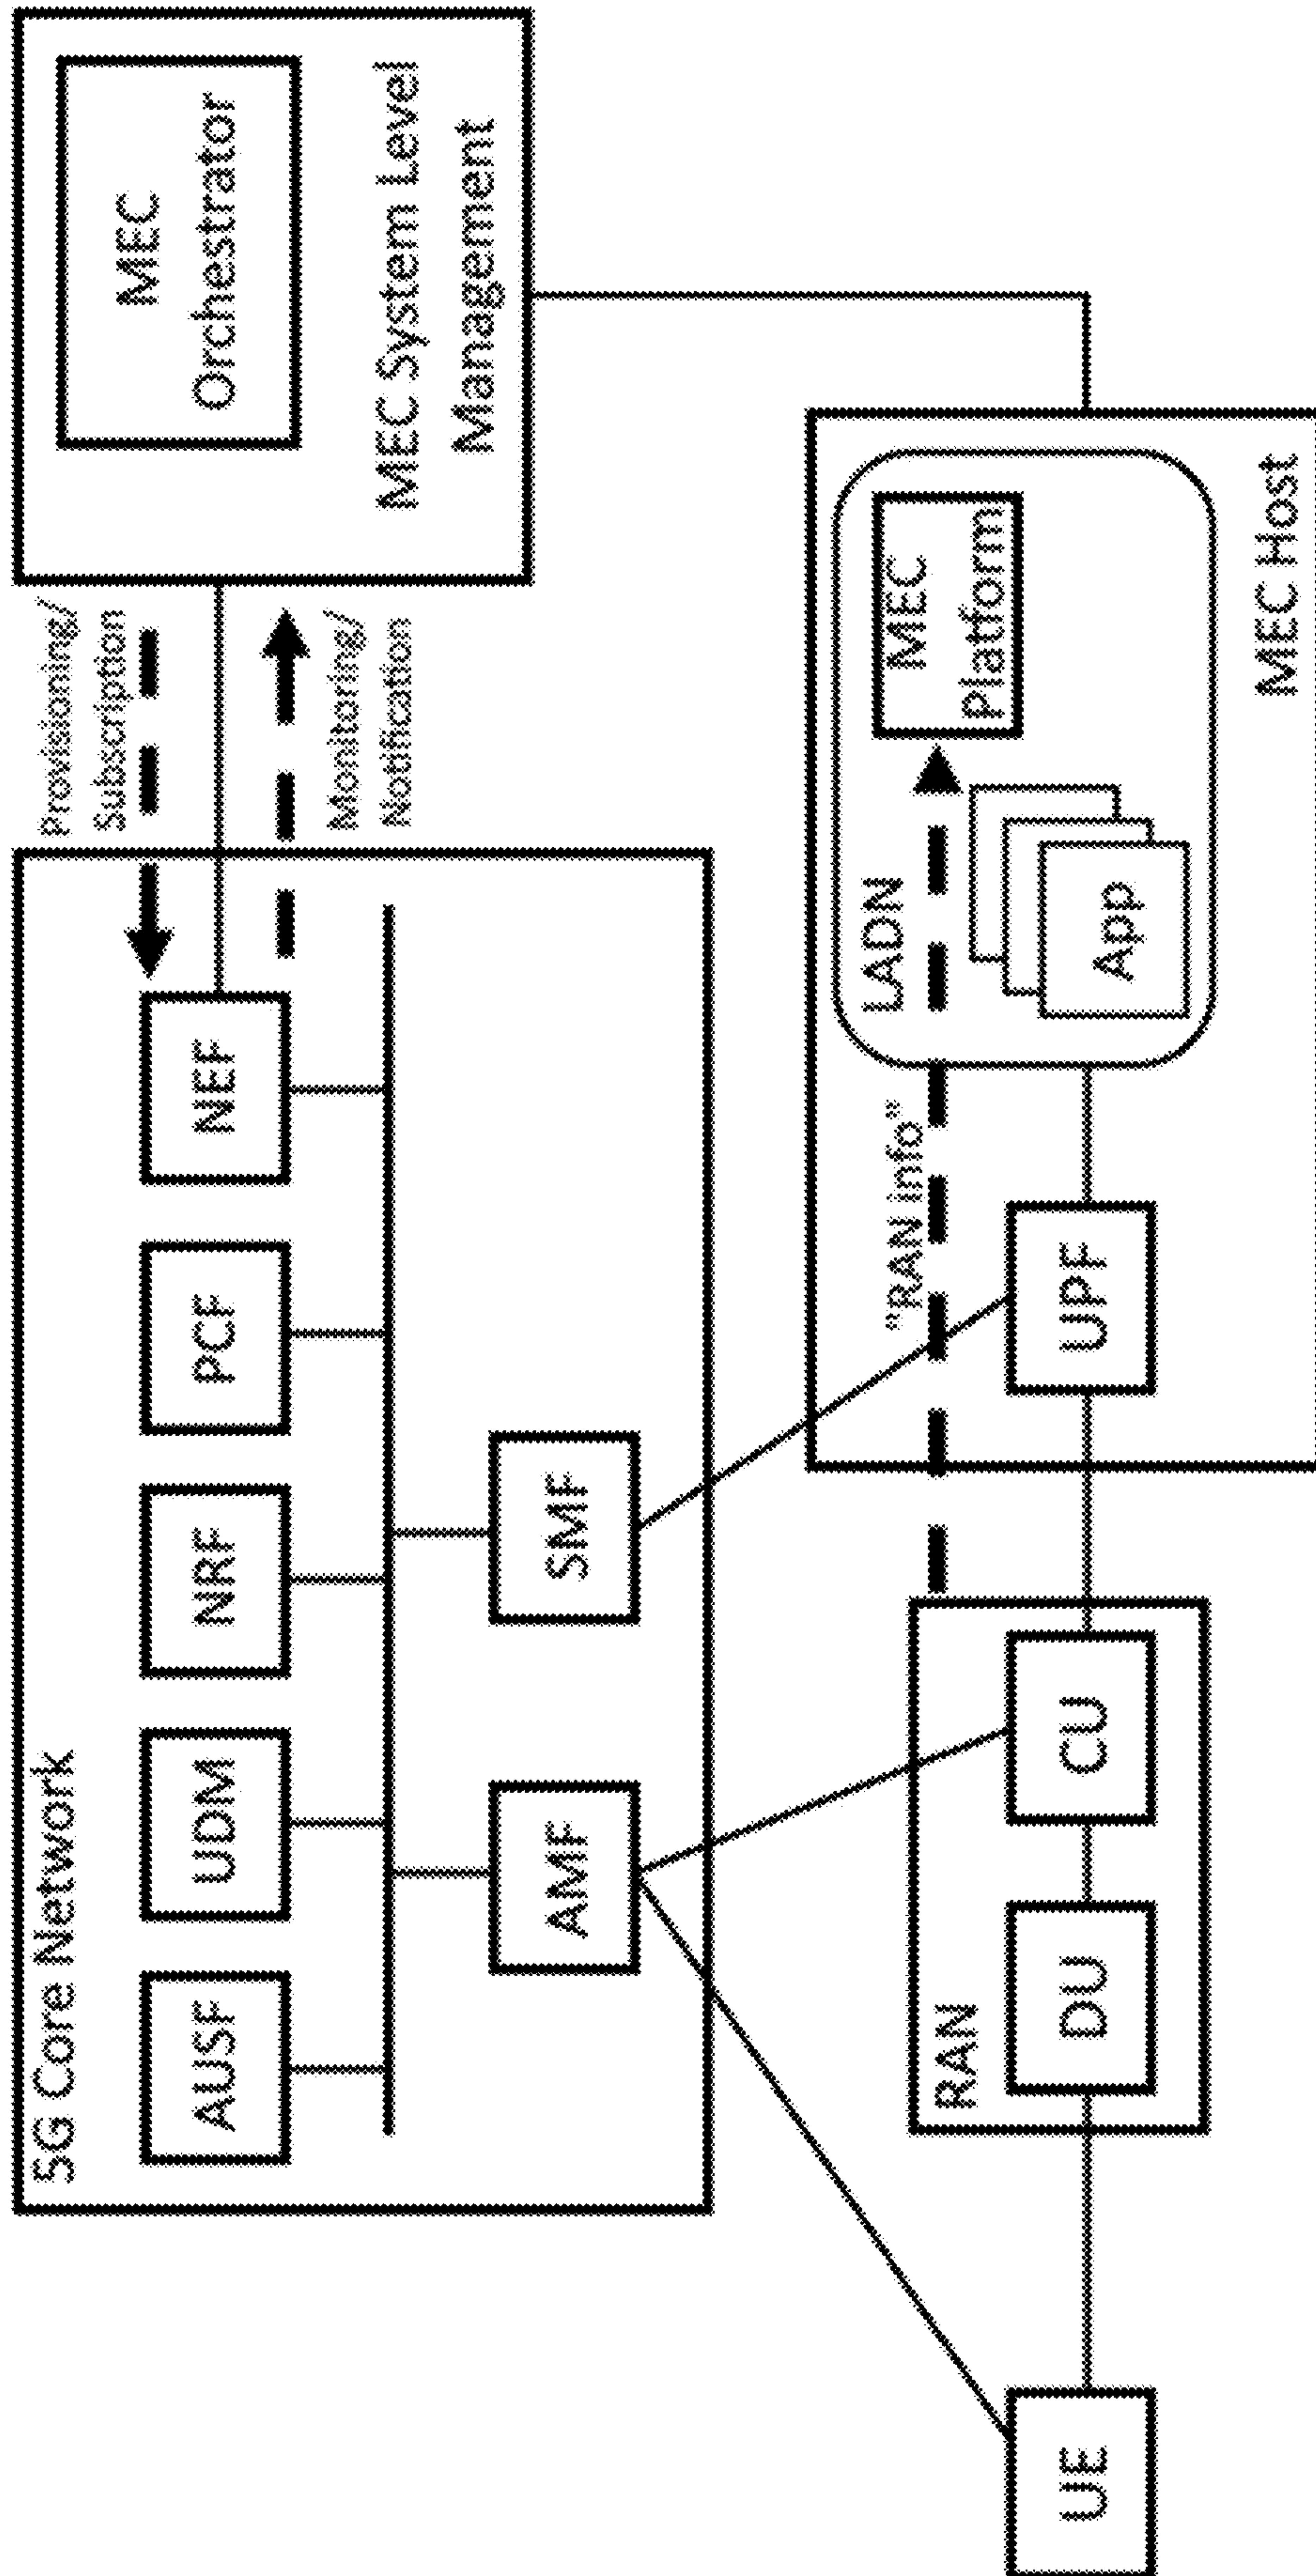 5G Core Network
AUSF
UDM
NRF
PCF
NEF
AMF
SMF
Provisioning/
Subscription
Monitoring/
Notification
MEC
Orchestrator
MEC System Level
Management
UE
RAN
DU
CU
"RAN info"
UPF
LADN
MEC
Platform
App
MEC Host